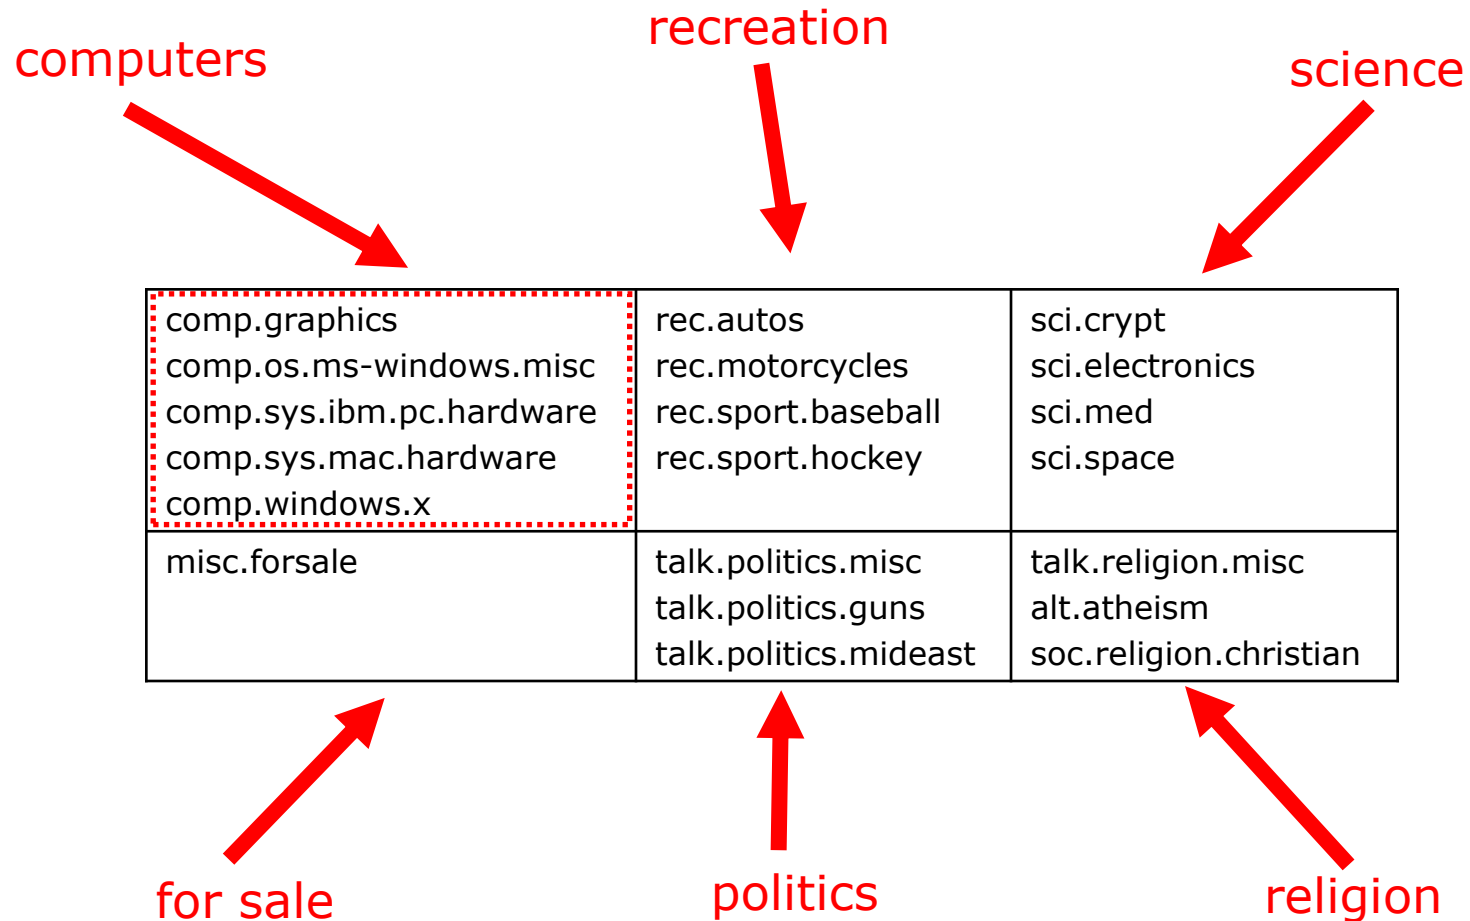 computers
recreation
science
comp.graphics
comp.os.ms-windows.misc
comp.sys.ibm.pc.hardware
comp.sys.mac.hardware
comp.windows.x
rec.autos
rec.motorcycles
rec.sport.baseball
rec.sport.hockey
sci.crypt
sci.electronics
sci.med
sci.space
misc.forsale
talk.politics.misc
talk.politics.guns
talk.politics.mideast
talk.religion.misc
alt.atheism
soc.religion.christian
for sale
politics
religion